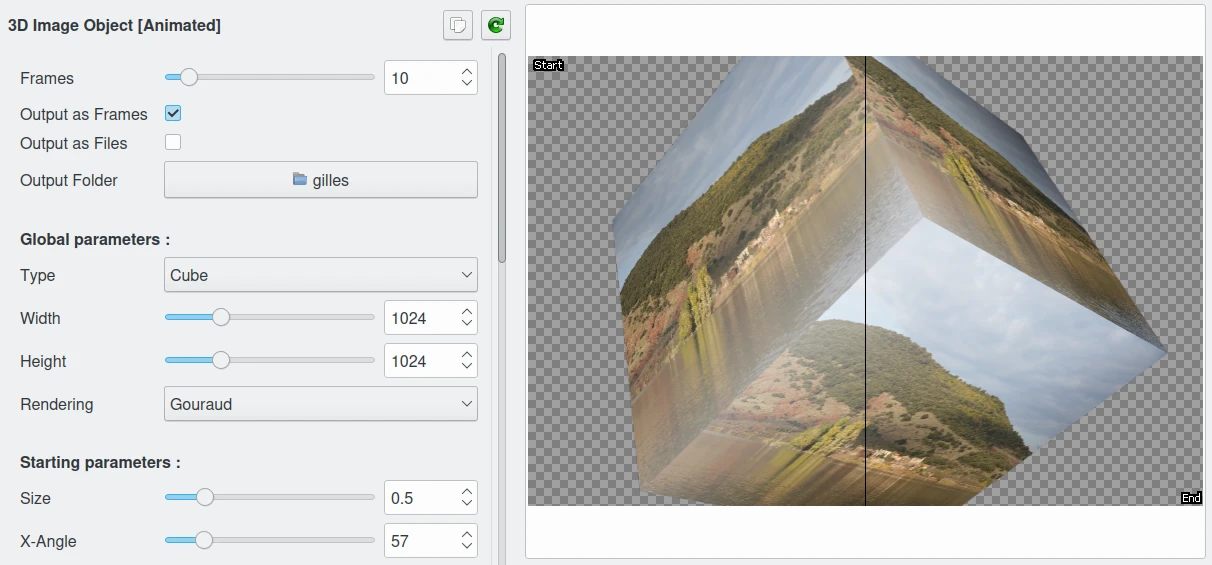 3D Image Object [Animated]
Frames 10
Output as Frames
Output as Files
Output Folder gilles
Global parameters :
Type Cube
Width 1024
Height 1024
Rendering Gouraud
Starting parameters :
Size 0.5
X-Angle 57
Start
End